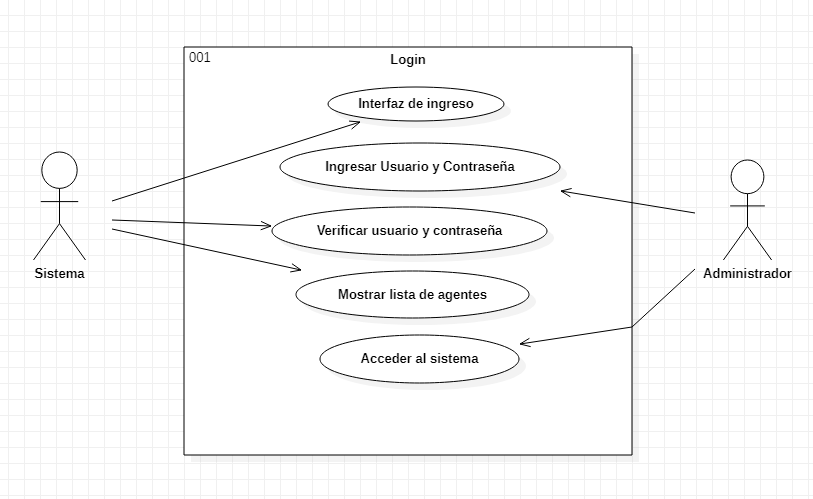 001
Login
Interfaz de ingreso
Ingresar Usuario y Contraseña
Verificar usuario y contraseña
Mostrar lista de agentes
Acceder al sistema
Sistema
Administrador